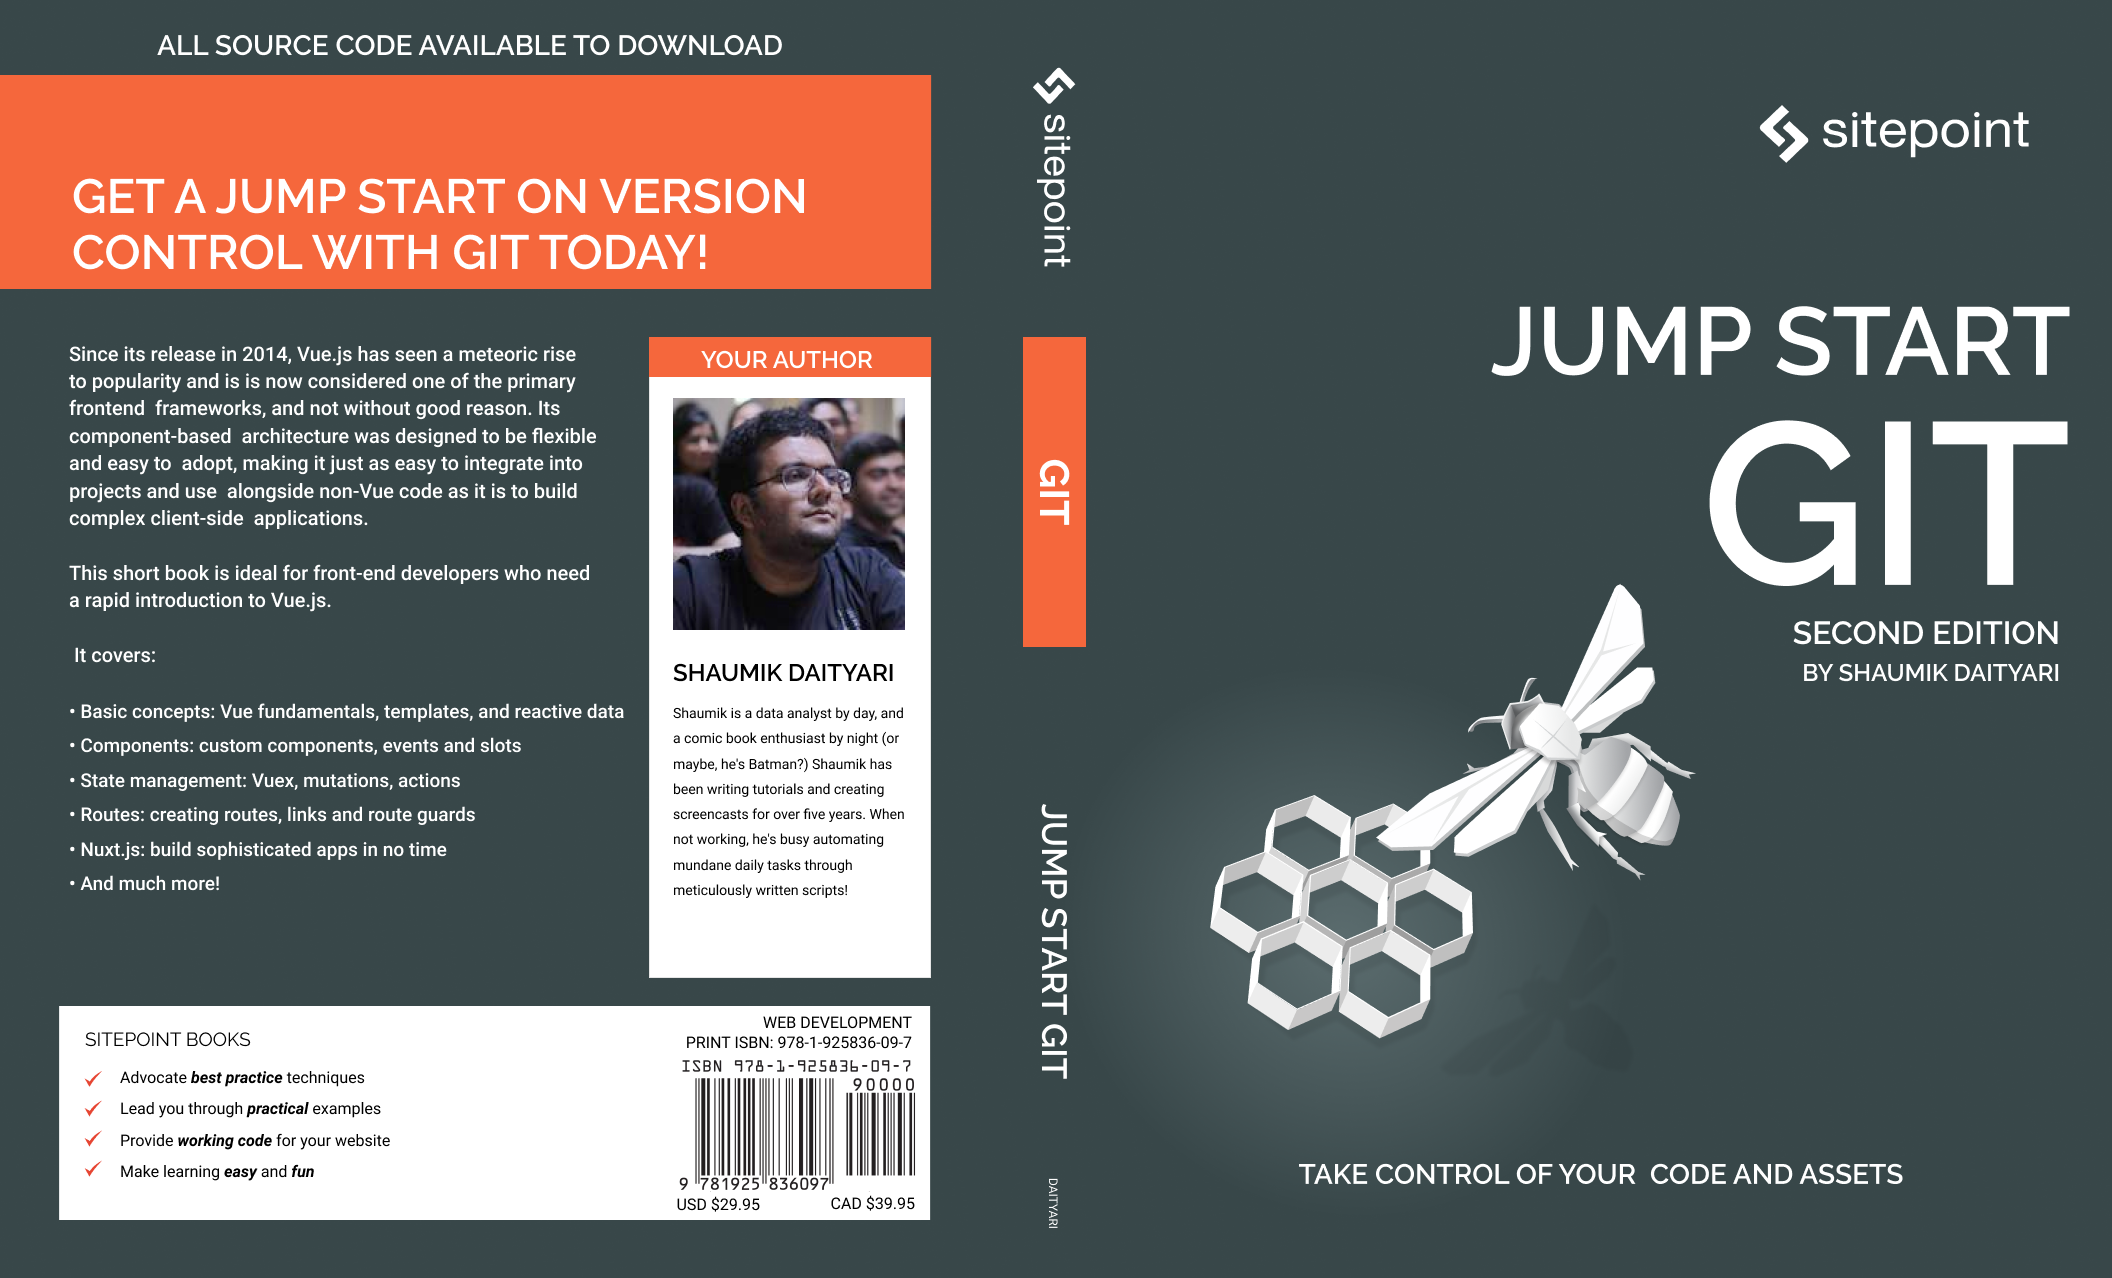 ALL SOURCE CODE AVAILABLE TO DOWNLOAD
GET A JUMP START ON VERSION
CONTROL WITH GIT TODAY!
Since its release in 2014, Vue.js has seen a meteoric rise
to popularity and is is now considered one of the primary
frontend  frameworks, and not without good reason. Its
component-based  architecture was designed to be flexible
and easy to  adopt, making it just as easy to integrate into
projects and use  alongside non-Vue code as it is to build
complex client-side  applications.
This short book is ideal for front-end developers who need
a rapid introduction to Vue.js.
It covers:
• Basic concepts: Vue fundamentals, templates, and reactive data
• Components: custom components, events and slots
• State management: Vuex, mutations, actions
• Routes: creating routes, links and route guards
• Nuxt.js: build sophisticated apps in no time
• And much more!
YOUR AUTHOR
SHAUMIK DAITYARI
Shaumik is a data analyst by day, and
a comic book enthusiast by night (or
maybe, he's Batman?) Shaumik has
been writing tutorials and creating
screencasts for over five years. When
not working, he's busy automating
mundane daily tasks through
meticulously written scripts!
SITEPOINT BOOKS
Advocate best practice techniques
Lead you through practical examples
Provide working code for your website
Make learning easy and fun
WEB DEVELOPMENT
PRINT ISBN: 978-1-925836-09-7
ISBN 978-1-925836-09-7
90000
9 781925 836097
USD $29.95
CAD $39.95
sitepoint
GIT
JUMP START GIT
DAITYARI
sitepoint
JUMP START
GIT
SECOND EDITION
BY SHAUMIK DAITYARI
TAKE CONTROL OF YOUR  CODE AND ASSETS